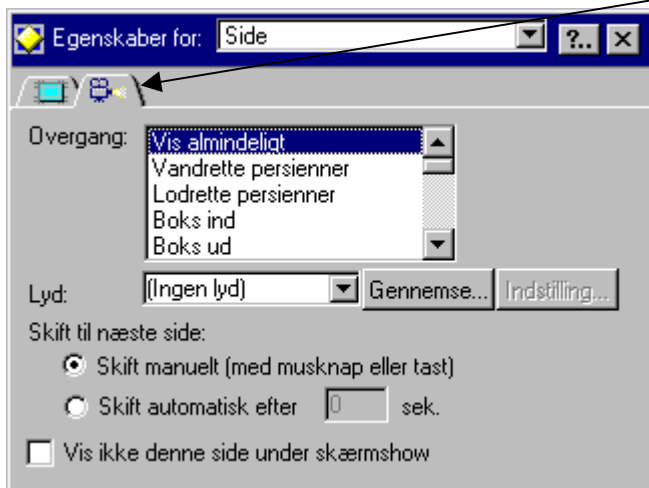 Egenskaber for: Side ?..
Overgang: Vis almindeligt
Vandrette persienner
Lodrette persienner
Boks ind
Boks ud
Lyd: (Ingen lyd) Gennemse... Indstilling...
Skift til næste side:
Skift manuelt (med musknap eller tast)
Skift automatisk efter 0 sek.
Vis ikke denne side under skærmshow